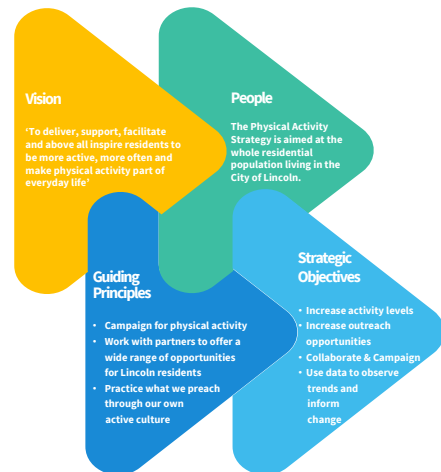 Vision
‘To deliver, support, facilitate
and above all inspire residents to
be more active, more often and
make physical activity part of
everyday life’
People
The Physical Activity
Strategy is aimed at the
whole residential
population living in the
City of Lincoln.
Guiding
Principles
• Campaign for physical activity
• Work with partners to offer a
wide range of opportunities
for Lincoln residents
• Practice what we preach
through our own
active culture
Strategic
Objectives
• Increase activity levels
• Increase outreach
opportunities
• Collaborate & Campaign
• Use data to observe
trends and
inform
change